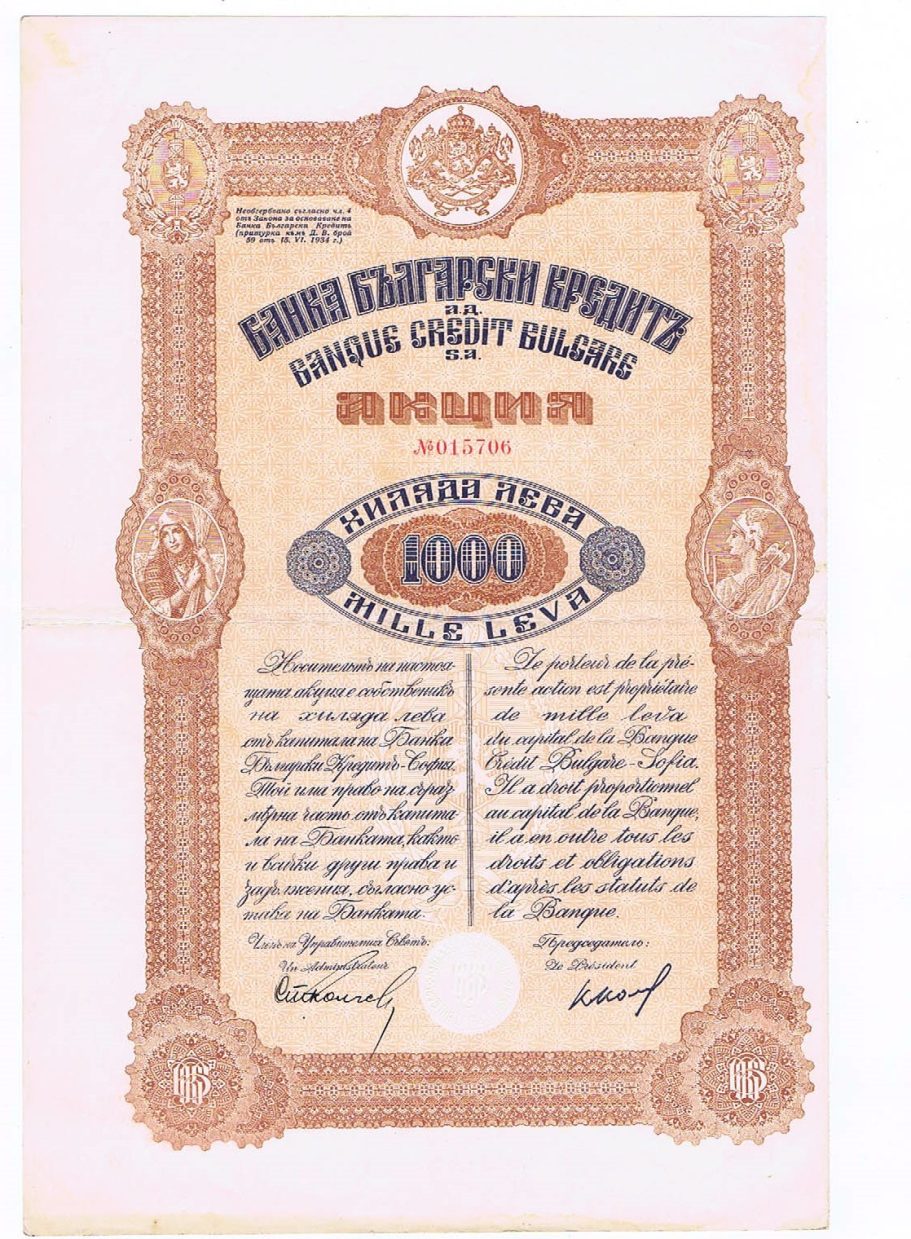 Необгербвано съгласно чл. 4
отъ Закона за основаване на
Банка Български Кредитъ
(притурка къмъ Д. В. брой
59 отъ 15. VI. 1934 г.)
БАНКА БЪЛГАРСКИ КРЕДИТЪ
А.Д.
BANQUE CREDIT BULGARE
S.A.
АКЦИЯ
№015706
ХИЛЯДА ЛЕВА
1000
MILLE LEVA
Носительтъ на настоя-
щата акция е собственикъ
на хиляда лева
отъ капитала на Банка
Български Кредитъ-София.
Той има право на сораз-
мѣрна часть отъ капита-
ла на Банката, както
и всички други права и
задължения, съгласно ус-
тава на Банката.
Le porteur de la pré-
sente action est propriétaire
de mille leva
du capital de la Banque
Crédit Bulgare-Sofia.
Il a droit proportionnel
au capital de la Banque,
il a en outre tous les
droits et obligations
d'après les statuts de
la Banque.
Членъ на Управителния Съветъ:
Un Administrateur
Председатель:
Le Président
BCB
BCB